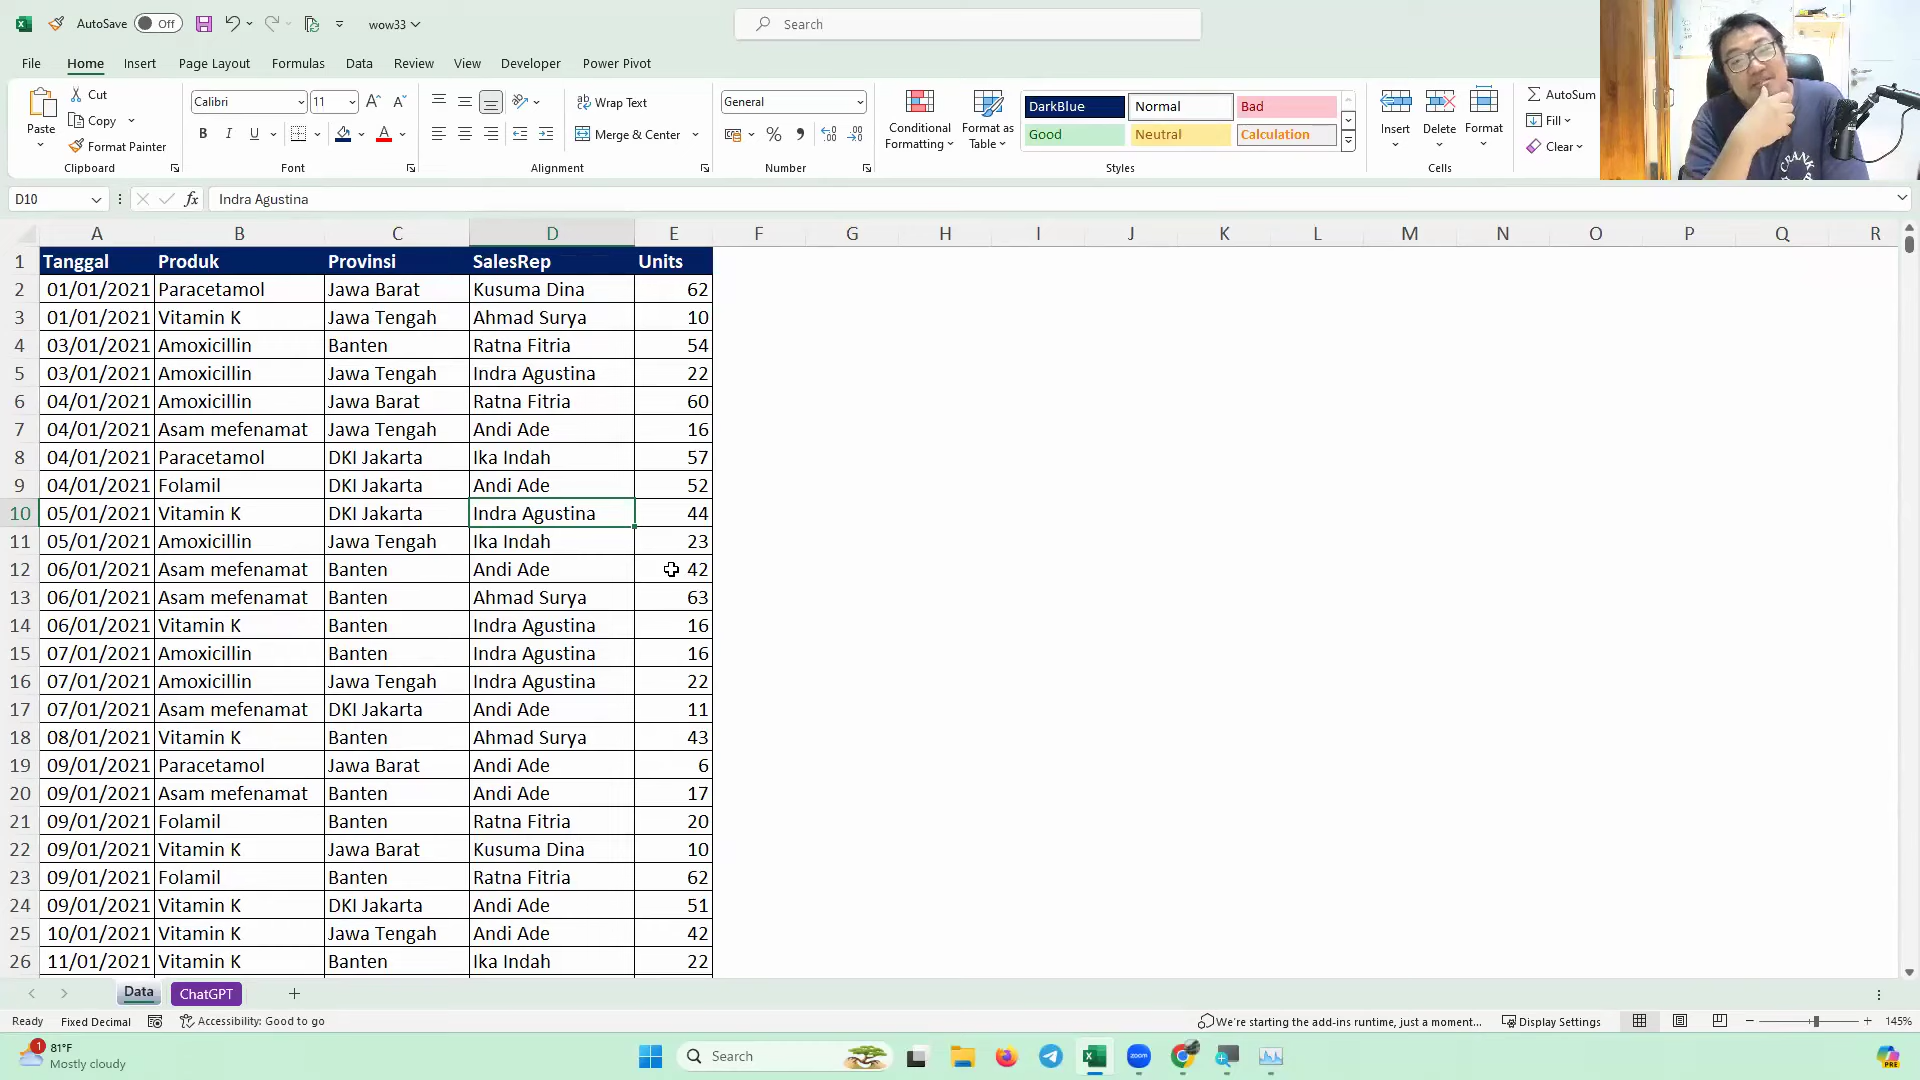 AutoSave Off wow33 Search
File Home Insert Page Layout Formulas Data Review View Developer Power Pivot
Paste Cut Copy Format Painter Clipboard
Calibri 11 B I U Font
Wrap Text Merge & Center Alignment
General % , Number
Conditional Formatting Format as Table DarkBlue Normal Bad Good Neutral Calculation Styles
Insert Delete Format Cells
AutoSum Fill Clear
CRANK
D10 fx Indra Agustina
A B C D E F G H I J K L M N O P Q R
1 Tanggal Produk Provinsi SalesRep Units
2 01/01/2021 Paracetamol Jawa Barat Kusuma Dina 62
3 01/01/2021 Vitamin K Jawa Tengah Ahmad Surya 10
4 03/01/2021 Amoxicillin Banten Ratna Fitria 54
5 03/01/2021 Amoxicillin Jawa Tengah Indra Agustina 22
6 04/01/2021 Amoxicillin Jawa Barat Ratna Fitria 60
7 04/01/2021 Asam mefenamat Jawa Tengah Andi Ade 16
8 04/01/2021 Paracetamol DKI Jakarta Ika Indah 57
9 04/01/2021 Folamil DKI Jakarta Andi Ade 52
10 05/01/2021 Vitamin K DKI Jakarta Indra Agustina 44
11 05/01/2021 Amoxicillin Jawa Tengah Ika Indah 23
12 06/01/2021 Asam mefenamat Banten Andi Ade 42
13 06/01/2021 Asam mefenamat Banten Ahmad Surya 63
14 06/01/2021 Vitamin K Banten Indra Agustina 16
15 07/01/2021 Amoxicillin Banten Indra Agustina 16
16 07/01/2021 Amoxicillin Jawa Tengah Indra Agustina 22
17 07/01/2021 Asam mefenamat DKI Jakarta Andi Ade 11
18 08/01/2021 Vitamin K Banten Ahmad Surya 43
19 09/01/2021 Paracetamol Jawa Barat Andi Ade 6
20 09/01/2021 Asam mefenamat Banten Andi Ade 17
21 09/01/2021 Folamil Banten Ratna Fitria 20
22 09/01/2021 Vitamin K Jawa Barat Kusuma Dina 10
23 09/01/2021 Folamil Banten Ratna Fitria 62
24 09/01/2021 Vitamin K DKI Jakarta Andi Ade 51
25 10/01/2021 Vitamin K Jawa Tengah Andi Ade 42
26 11/01/2021 Vitamin K Banten Ika Indah 22
Data ChatGPT
Ready Fixed Decimal Accessibility: Good to go We're starting the add-ins runtime, just a moment... Display Settings 145%
1 81°F Mostly cloudy Search zoom PRE